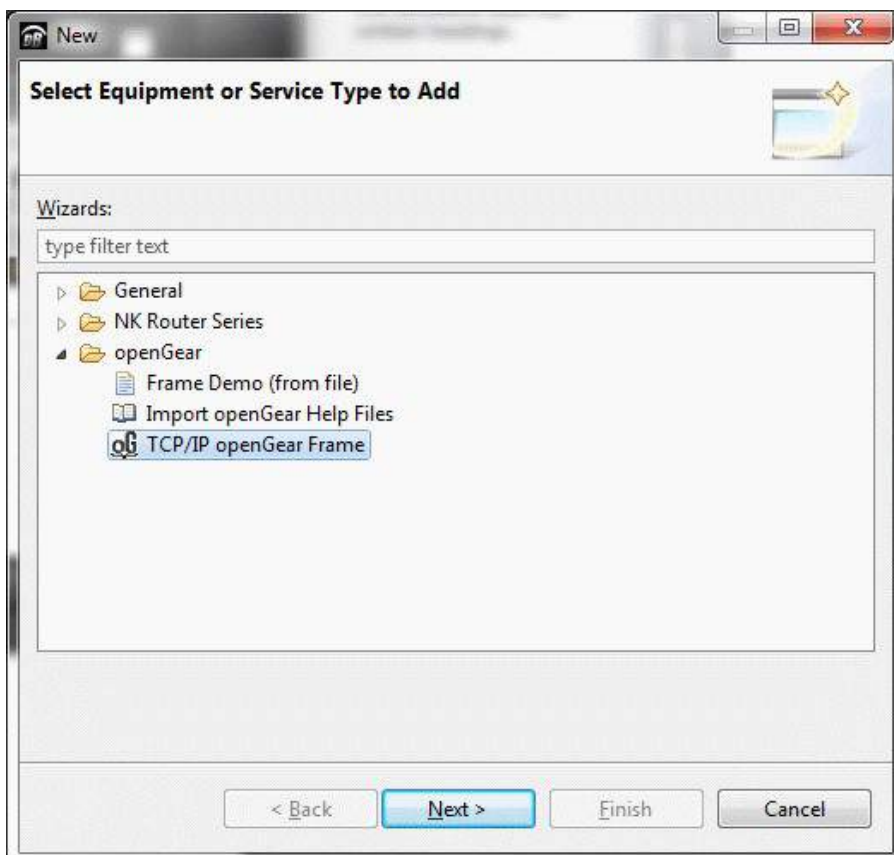 New
Select Equipment or Service Type to Add
Wizards:
type filter text
General
NK Router Series
openGear
Frame Demo (from file)
Import openGear Help Files
oG TCP/IP openGear Frame
< Back Next > Finish Cancel